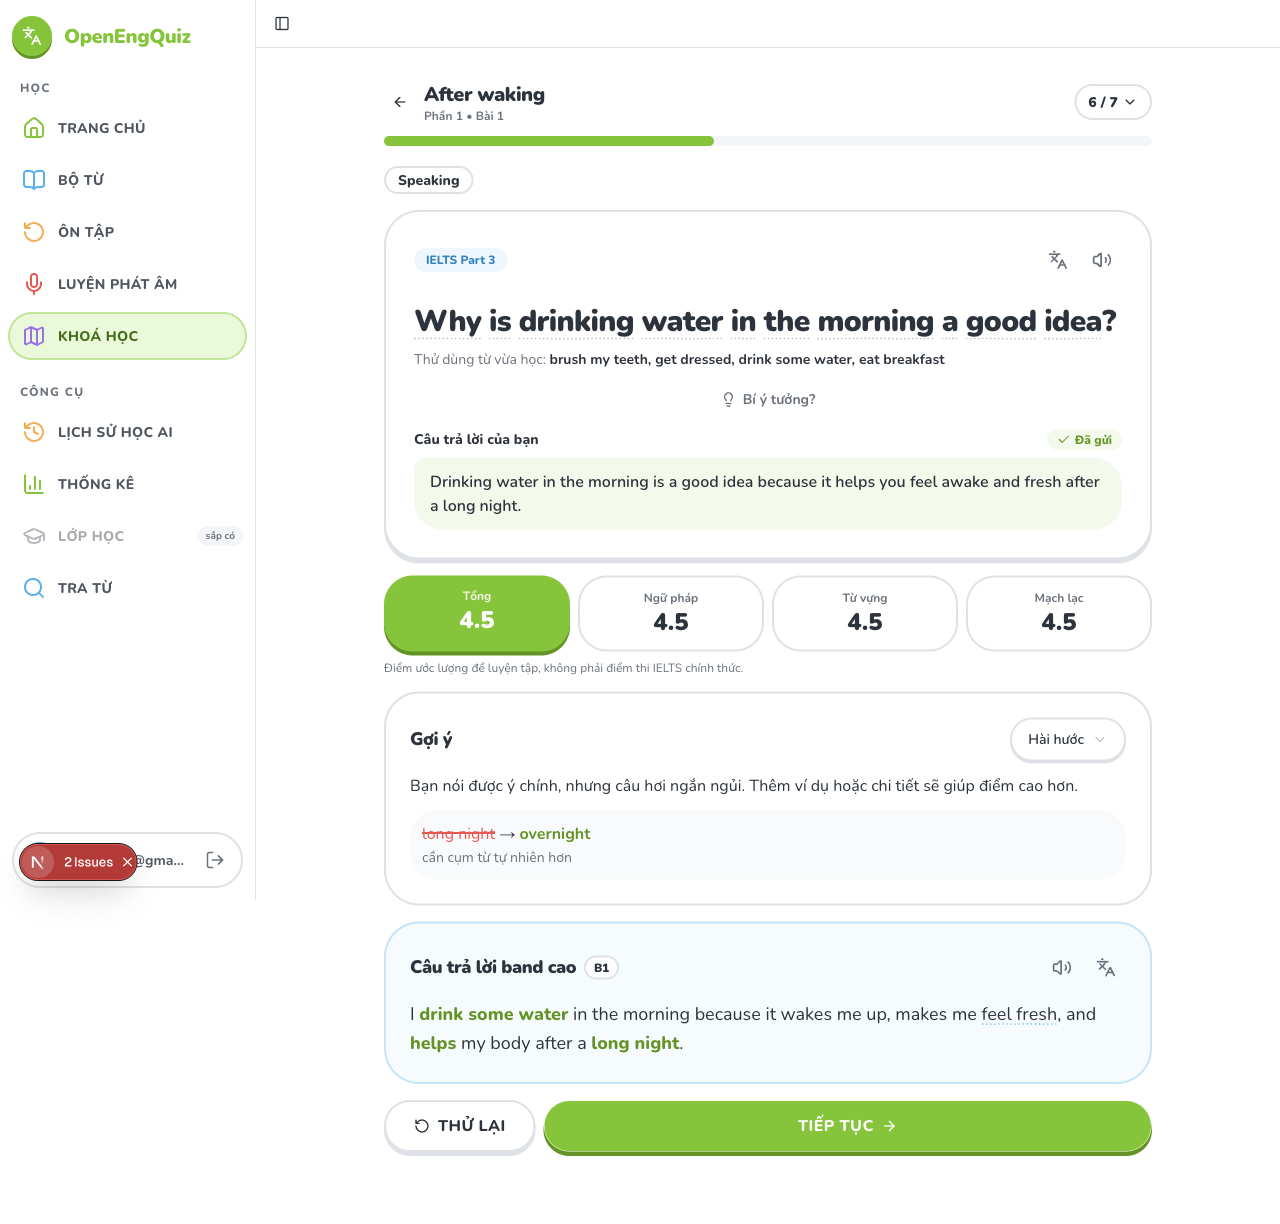 OpenEngQuiz
HỌC
TRANG CHỦ
BỘ TỪ
ÔN TẬP
LUYỆN PHÁT ÂM
KHOÁ HỌC
CÔNG CỤ
LỊCH SỬ HỌC AI
THỐNG KÊ
LỚP HỌC
sắp có
TRA TỪ
2 Issues
@gma...
After waking
Phần 1 • Bài 1
6 / 7
Speaking
IELTS Part 3
Why is drinking water in the morning a good idea?
Thử dùng từ vừa học: brush my teeth, get dressed, drink some water, eat breakfast
Bí ý tưởng?
Câu trả lời của bạn
Đã gửi
Drinking water in the morning is a good idea because it helps you feel awake and fresh after
a long night.
Tổng
4.5
Ngữ pháp
4.5
Từ vựng
4.5
Mạch lạc
4.5
Điểm ước lượng để luyện tập, không phải điểm thi IELTS chính thức.
Gợi ý
Hài hước
Bạn nói được ý chính, nhưng câu hơi ngắn ngủi. Thêm ví dụ hoặc chi tiết sẽ giúp điểm cao hơn.
long night → overnight
cần cụm từ tự nhiên hơn
Câu trả lời band cao
B1
I drink some water in the morning because it wakes me up, makes me feel fresh, and
helps my body after a long night.
THỬ LẠI
TIẾP TỤC →